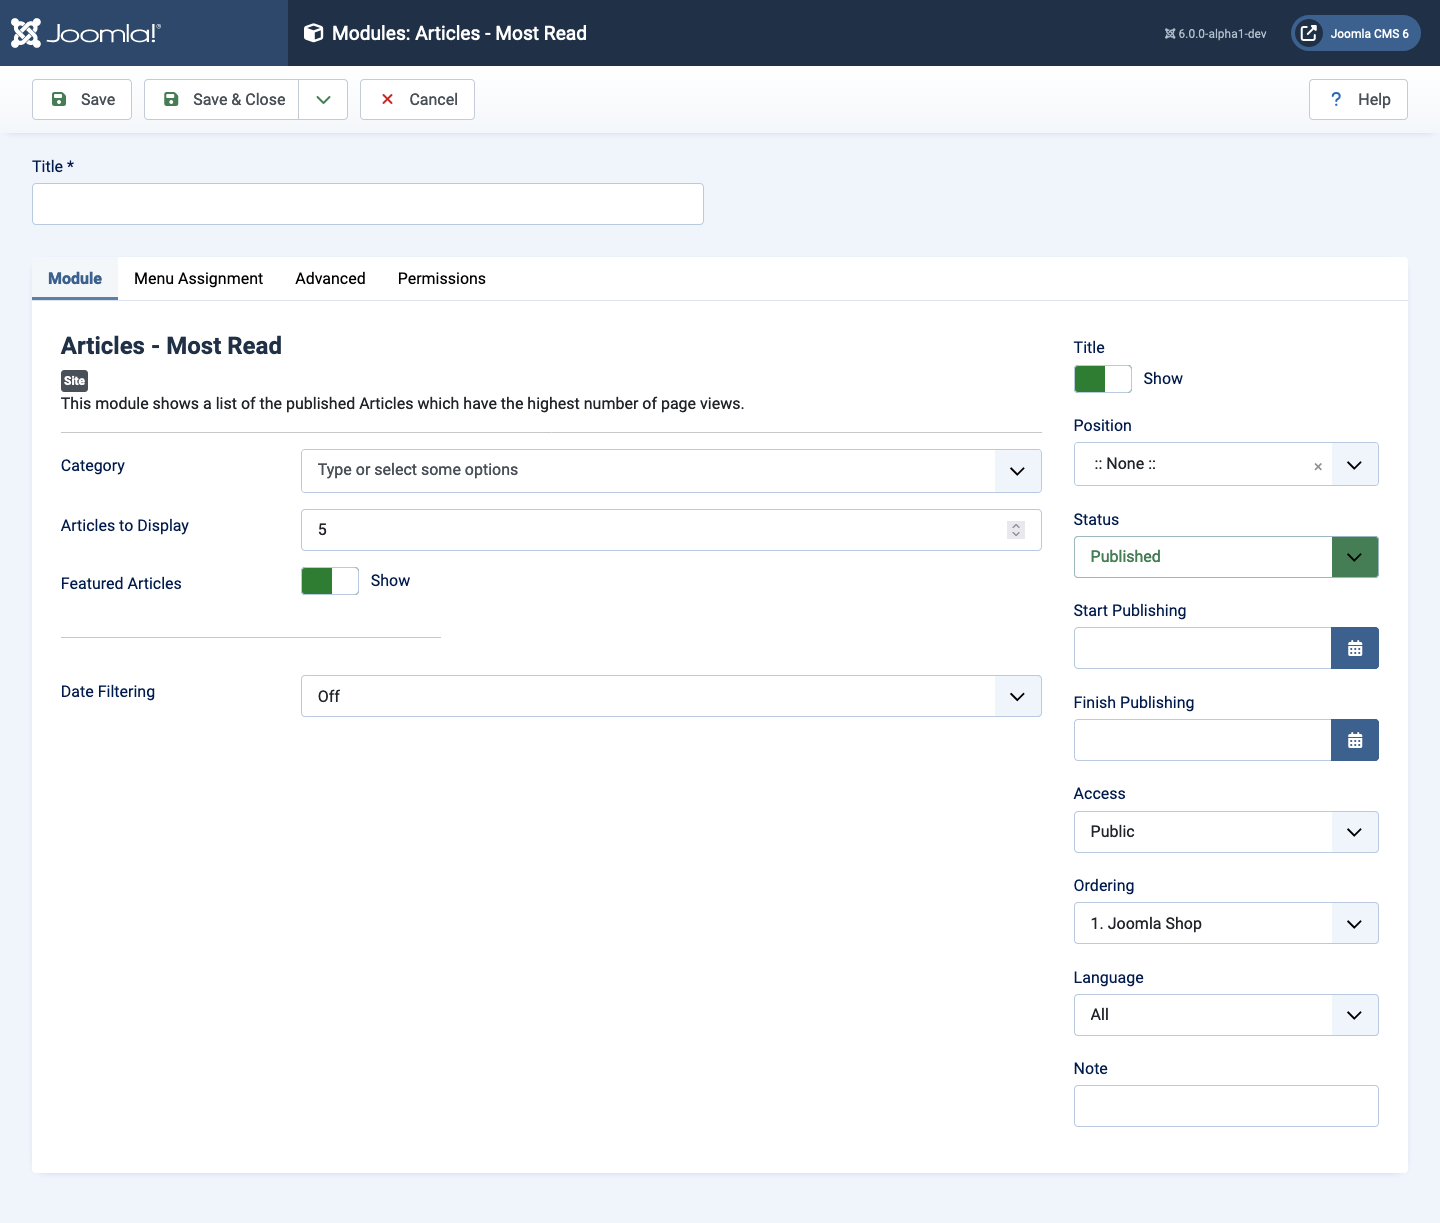 Joomla!®
Modules: Articles - Most Read
6.0.0-alpha1-dev
Joomla CMS 6
Save
Save & Close
Cancel
? Help
Title *
Module
Menu Assignment
Advanced
Permissions
Articles - Most Read
Site
This module shows a list of the published Articles which have the highest number of page views.
Category
Type or select some options
Articles to Display
5
Featured Articles
Show
Date Filtering
Off
Title
Show
Position
:: None ::
×
Status
Published
Start Publishing
Finish Publishing
Access
Public
Ordering
1. Joomla Shop
Language
All
Note